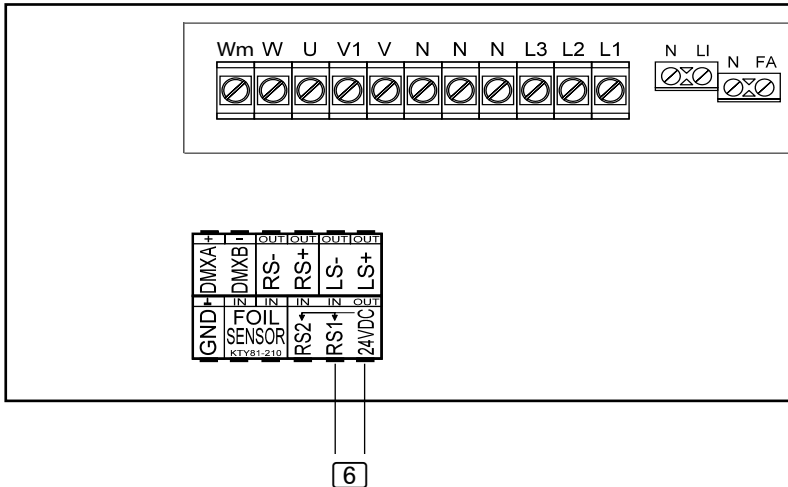 Wm W U V1 V N N N L3 L2 L1
N LI
N FA
+ - OUT OUT OUT OUT
DMXA DMXB RS- RS+ LS- LS+
IN IN IN IN OUT
GND FOIL SENSOR KTY81-210 RS2 RS1 24VDC
6